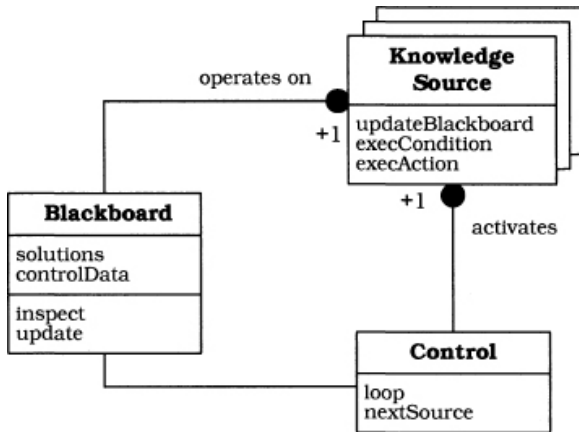 Knowledge
Source
operates on
updateBlackboard
execCondition
execAction
+1
+1
activates
Blackboard
solutions
controlData
inspect
update
Control
loop
nextSource